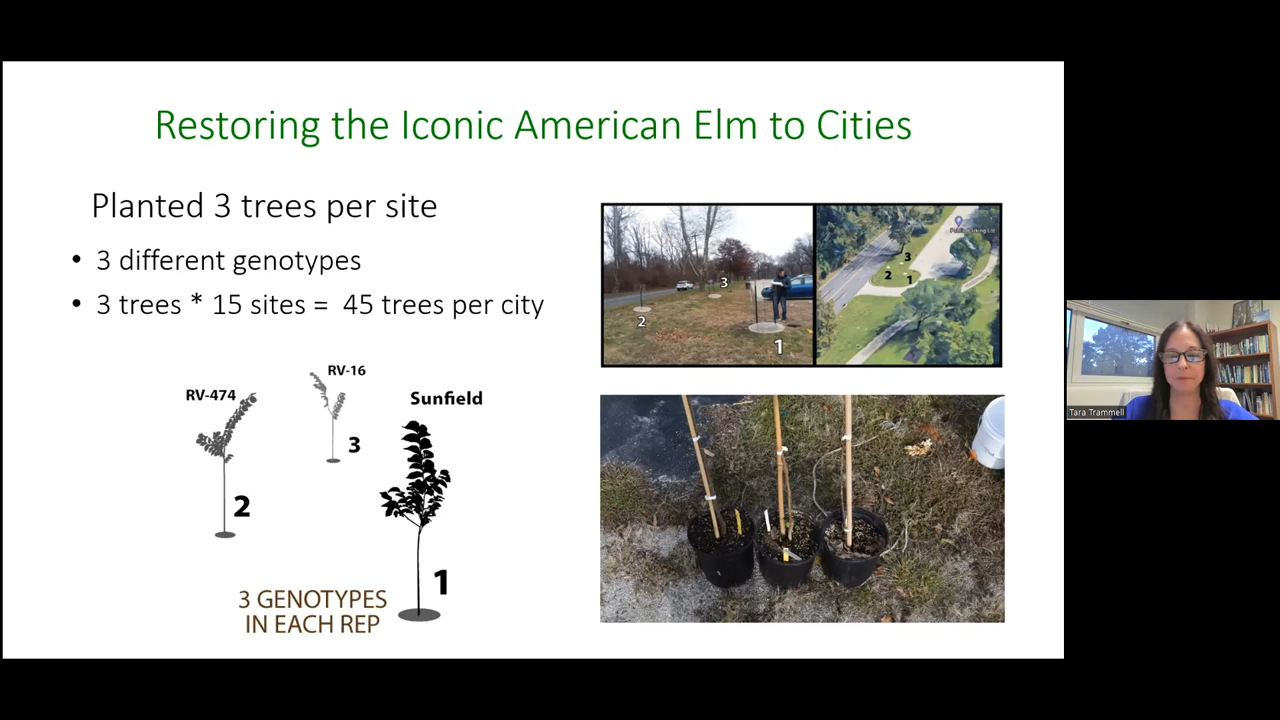 Restoring the Iconic American Elm to Cities
Planted 3 trees per site
• 3 different genotypes
• 3 trees * 15 sites = 45 trees per city
RV-474
2
RV-16
3
Sunfield
1
3 GENOTYPES
IN EACH REP
2
3
1
3
2
1
Tara Trammell